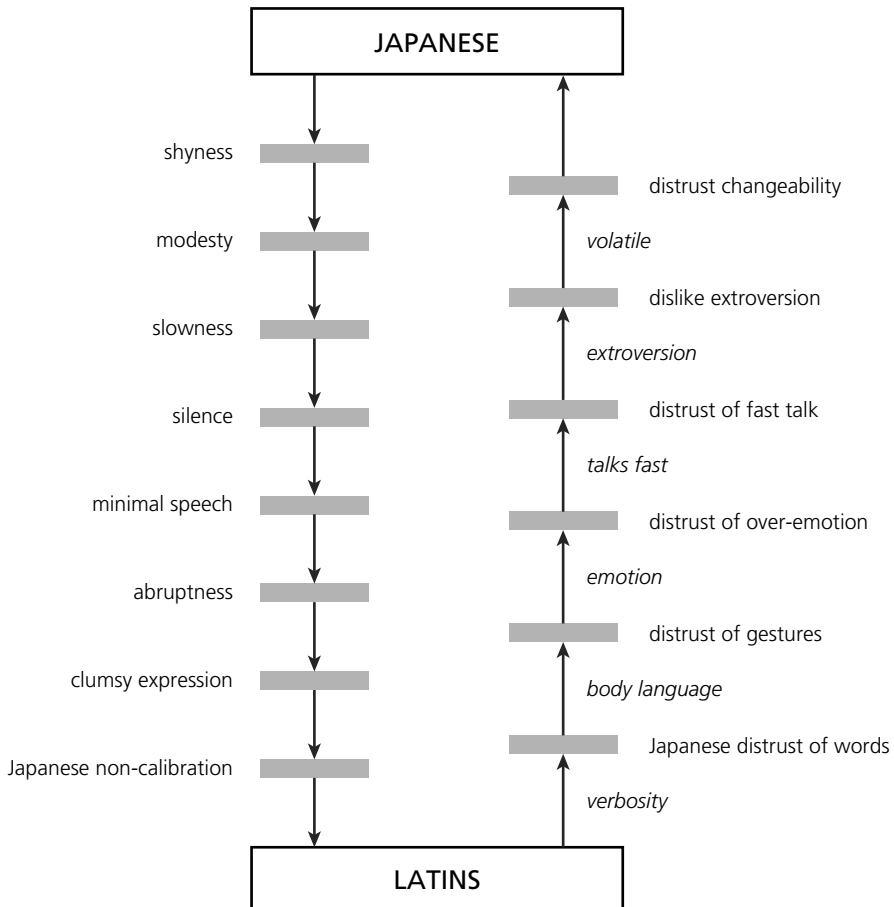 JAPANESE
shyness
modesty
slowness
silence
minimal speech
abruptness
clumsy expression
Japanese non-calibration
distrust changeability
volatile
dislike extroversion
extroversion
distrust of fast talk
talks fast
distrust of over-emotion
emotion
distrust of gestures
body language
Japanese distrust of words
verbosity
LATINS